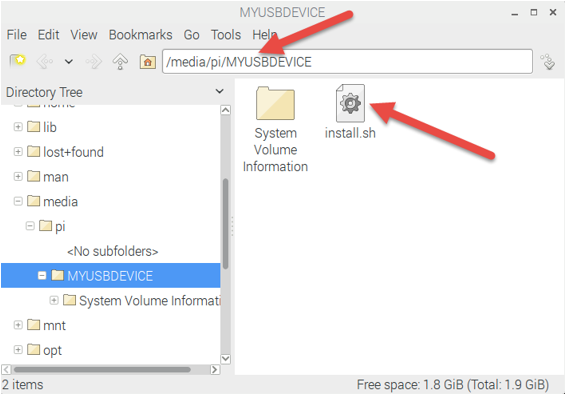 MYUSBDEVICE
File Edit View Bookmarks Go Tools Help
/media/pi/MYUSBDEVICE
Directory Tree
home
lib
lost+found
man
media
pi
<No subfolders>
MYUSBDEVICE
System Volume Informati
mnt
opt
System
Volume
Information
install.sh
2 items
Free space: 1.8 GiB (Total: 1.9 GiB)